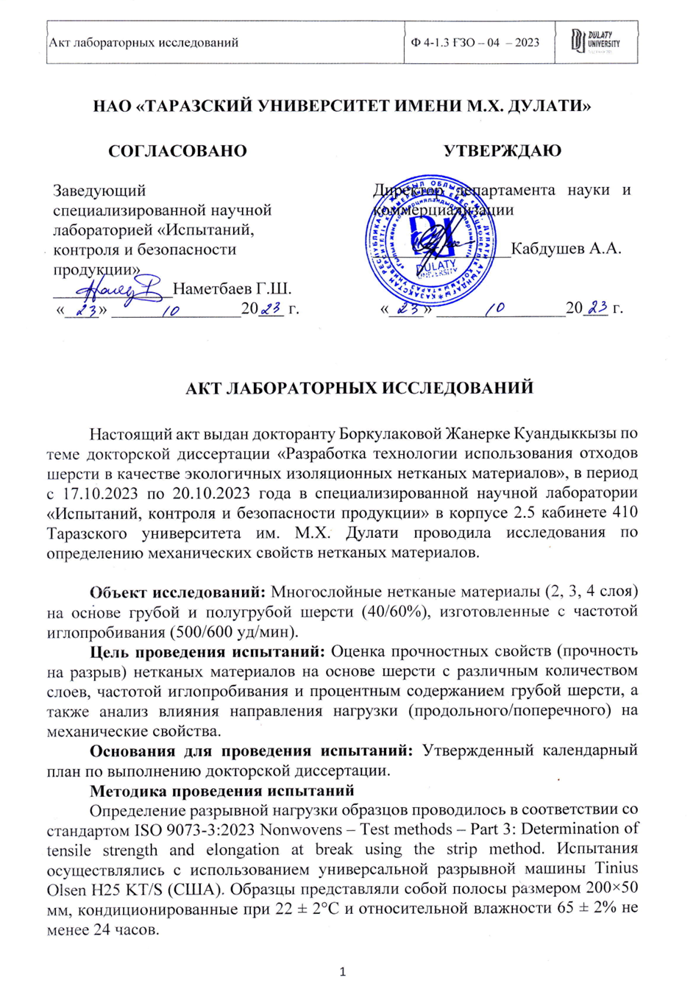 Акт лабораторных исследований
Ф 4-1.3 ГЗО – 04 – 2023
DULATY
UNIVERSITY
НАО «ТАРАЗСКИЙ УНИВЕРСИТЕТ ИМЕНИ М.Х. ДУЛАТИ»
СОГЛАСОВАНО
Заведующий
специализированной научной
лабораторией «Испытаний,
контроля и безопасности
продукции»
Наметбаев Г.Ш.
«23» 10 2023 г.
УТВЕРЖДАЮ
Директор департамента науки и
коммерциализации
Кабдушев А.А.
DULATY
UNIVERSITY
«23» 10 2023 г.
АКТ ЛАБОРАТОРНЫХ ИССЛЕДОВАНИЙ
Настоящий акт выдан докторанту Боркулаковой Жанерке Куандыккызы по
теме докторской диссертации «Разработка технологии использования отходов
шерсти в качестве экологичных изоляционных нетканых материалов», в период
с 17.10.2023 по 20.10.2023 года в специализированной научной лаборатории
«Испытаний, контроля и безопасности продукции» в корпусе 2.5 кабинете 410
Таразского университета им. М.Х. Дулати проводила исследования по
определению механических свойств нетканых материалов.
Объект исследований: Многослойные нетканые материалы (2, 3, 4 слоя)
на основе грубой и полугрубой шерсти (40/60%), изготовленные с частотой
иглопробивания (500/600 уд/мин).
Цель проведения испытаний: Оценка прочностных свойств (прочность
на разрыв) нетканых материалов на основе шерсти с различным количеством
слоев, частотой иглопробивания и процентным содержанием грубой шерсти, а
также анализ влияния направления нагрузки (продольного/поперечного) на
механические свойства.
Основания для проведения испытаний: Утвержденный календарный
план по выполнению докторской диссертации.
Методика проведения испытаний
Определение разрывной нагрузки образцов проводилось в соответствии со
стандартом ISO 9073-3:2023 Nonwovens – Test methods – Part 3: Determination of
tensile strength and elongation at break using the strip method. Испытания
осуществлялись с использованием универсальной разрывной машины Tinius
Olsen H25 KT/S (США). Образцы представляли собой полосы размером 200×50
мм, кондиционированные при 22 ± 2°C и относительной влажности 65 ± 2% не
менее 24 часов.
1